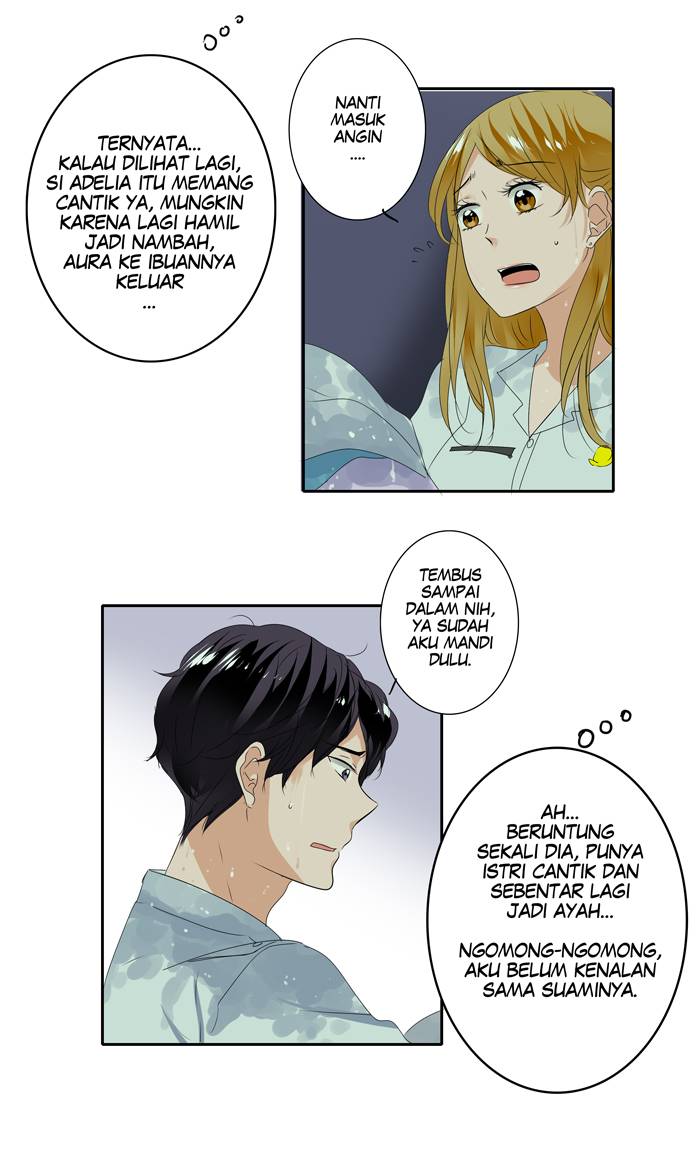 TERNYATA...
KALAU DILIHAT LAGI,
SI ADELIA ITU MEMANG
CANTIK YA, MUNGKIN
KARENA LAGI HAMIL
JADI NAMBAH,
AURA KE IBUANNYA
KELUAR
...
NANTI
MASUK
ANGIN
....
TEMBUS
SAMPAI
DALAM NIH,
YA SUDAH
AKU MANDI
DULU.
AH...
BERUNTUNG
SEKALI DIA, PUNYA
ISTRI CANTIK DAN
SEBENTAR LAGI
JADI AYAH...
NGOMONG-NGOMONG,
AKU BELUM KENALAN
SAMA SUAMINYA.